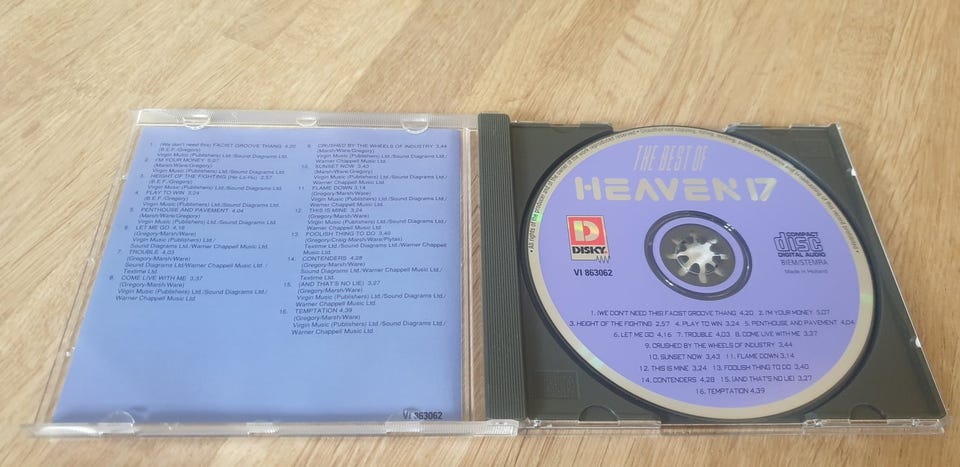 1. (We don't need this) FACIST GROOVE THANG 4.20
(B.E.F./Gregory)
Virgin Music (Publishers) Ltd./Sound Diagrams Ltd.
2. I'M YOUR MONEY 5.07
(Marsh/Ware/Gregory)
Virgin Music (Publishers) Ltd./Sound Diagrams Ltd.
3. HEIGHT OF THE FIGHTING (He-La-Hu) 2.57
(B.E.F./Gregory)
Virgin Music (Publishers) Ltd./Sound Diagrams Ltd.
4. PLAY TO WIN 3.24
(B.E.F./Gregory)
Virgin Music (Publishers) Ltd./Sound Diagrams Ltd.
5. PENTHOUSE AND PAVEMENT 4.04
(Marsh/Ware/Gregory)
Virgin Music (Publishers) Ltd./Sound Diagrams Ltd.
6. LET ME GO 4.16
(Gregory/Marsh/Ware)
Virgin Music (Publishers) Ltd./
Sound Diagrams Ltd./Warner Chappell Music Ltd.
7. TROUBLE 4.03
(Gregory/Marsh/Ware)
Sound Diagrams Ltd./Warner Chappell Music Ltd./
Textime Ltd.
8. COME LIVE WITH ME 3.37
(Gregory/Marsh/Ware)
Virgin Music (Publishers) Ltd./Sound Diagrams Ltd./
Warner Chappell Music Ltd.
9. CRUSHED BY THE WHEELS OF INDUSTRY 3.44
(Marsh/Ware/Gregory)
Virgin Music (Publishers) Ltd./Sound Diagrams Ltd./
Warner Chappell Music Ltd.
10. SUNSET NOW 3.43
(Gregory/Marsh/Ware)
Virgin Music (Publishers) Ltd./Sound Diagrams Ltd./
Warner Chappell Music Ltd.
11. FLAME DOWN 3.14
(Gregory/Marsh/Ware)
Virgin Music (Publishers) Ltd./Sound Diagrams Ltd./
Warner Chappell Music Ltd.
12. THIS IS MINE 3.24
(Gregory/Marsh/Ware)
Virgin Music (Publishers) Ltd./Sound Diagrams Ltd./
Warner Chappell Music Ltd.
13. FOOLISH THING TO DO 3.40
(Gregory/Craig Marsh/Ware/Plytas)
Textime Ltd./Sound Diagrams Ltd./Warner Chappell Music
Ltd.
14. CONTENDERS 4.28
(Gregory/Marsh/Ware)
Sound Diagrams Ltd./Warner Chappell Music Ltd./
Textime Ltd.
15. (AND THAT'S NO LIE) 3.27
(Gregory/Marsh/Ware)
Virgin Music (Publishers) Ltd./Sound Diagrams Ltd./
Warner Chappell Music Ltd.
16. TEMPTATION 4.39
(Gregory/Marsh/Ware)
Virgin Music (Publishers) Ltd./Sound Diagrams Ltd./
Warner Chappell Music Ltd.
VI 863062
THE BEST OF
HEAVEN 17
D
DISKY
VI 863062
COMPACT
disc
DIGITAL AUDIO
BIEM/STEMRA
Made in Holland
1. (WE DON'T NEED THIS) FACIST GROOVE THANG 4.20 2. I'M YOUR MONEY 5.07
3. HEIGHT OF THE FIGHTING 2.57 4. PLAY TO WIN 3.24 5. PENTHOUSE AND PAVEMENT 4.04
6. LET ME GO 4.16 7. TROUBLE 4.03 8. COME LIVE WITH ME 3.37
9. CRUSHED BY THE WHEELS OF INDUSTRY 3.44
10. SUNSET NOW 3.43 11. FLAME DOWN 3.14
12. THIS IS MINE 3.24 13. FOOLISH THING TO DO 3.40
14. CONTENDERS 4.28 15. (AND THAT'S NO LIE) 3.27
16. TEMPTATION 4.39